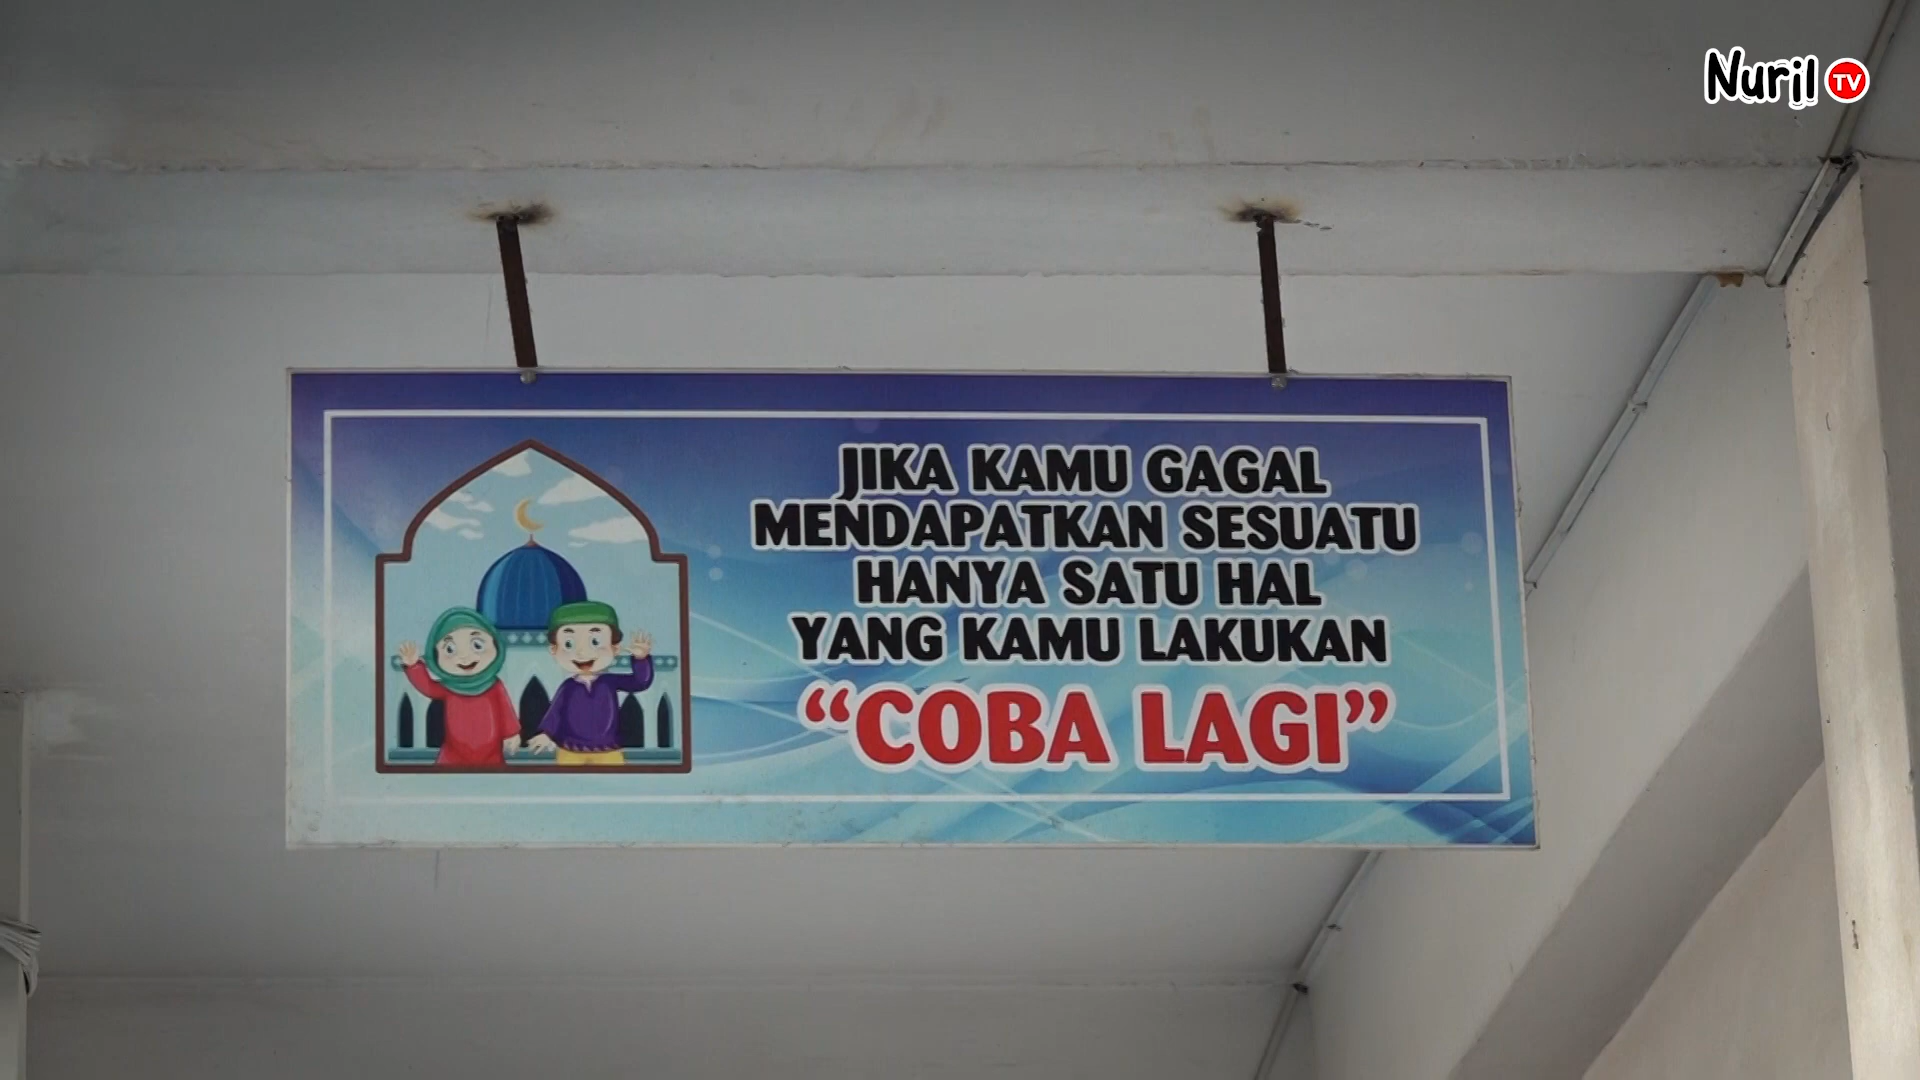 Nuril TV
JIKA KAMU GAGAL
MENDAPATKAN SESUATU
HANYA SATU HAL
YANG KAMU LAKUKAN
“COBA LAGI”